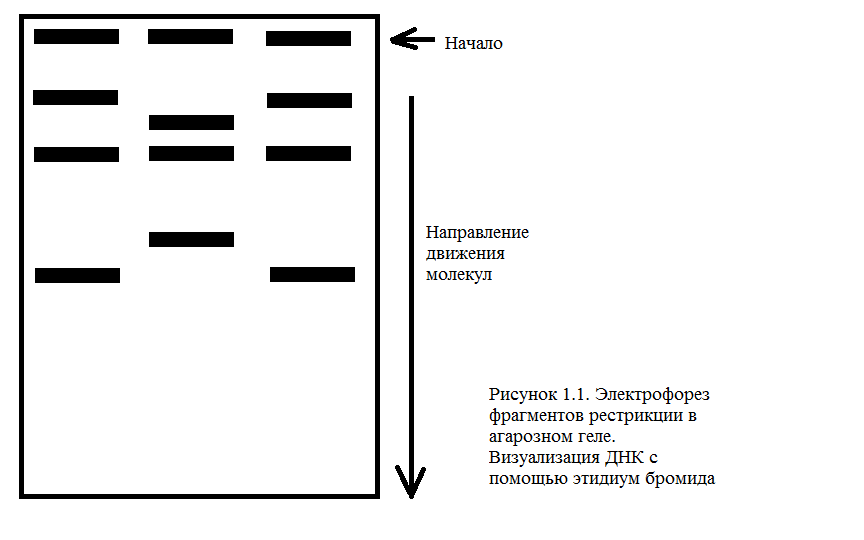 Начало
Направление
движения
молекул
Рисунок 1.1. Электрофорез
фрагментов рестрикции в
агарозном геле.
Визуализация ДНК с
помощью этидиум бромида